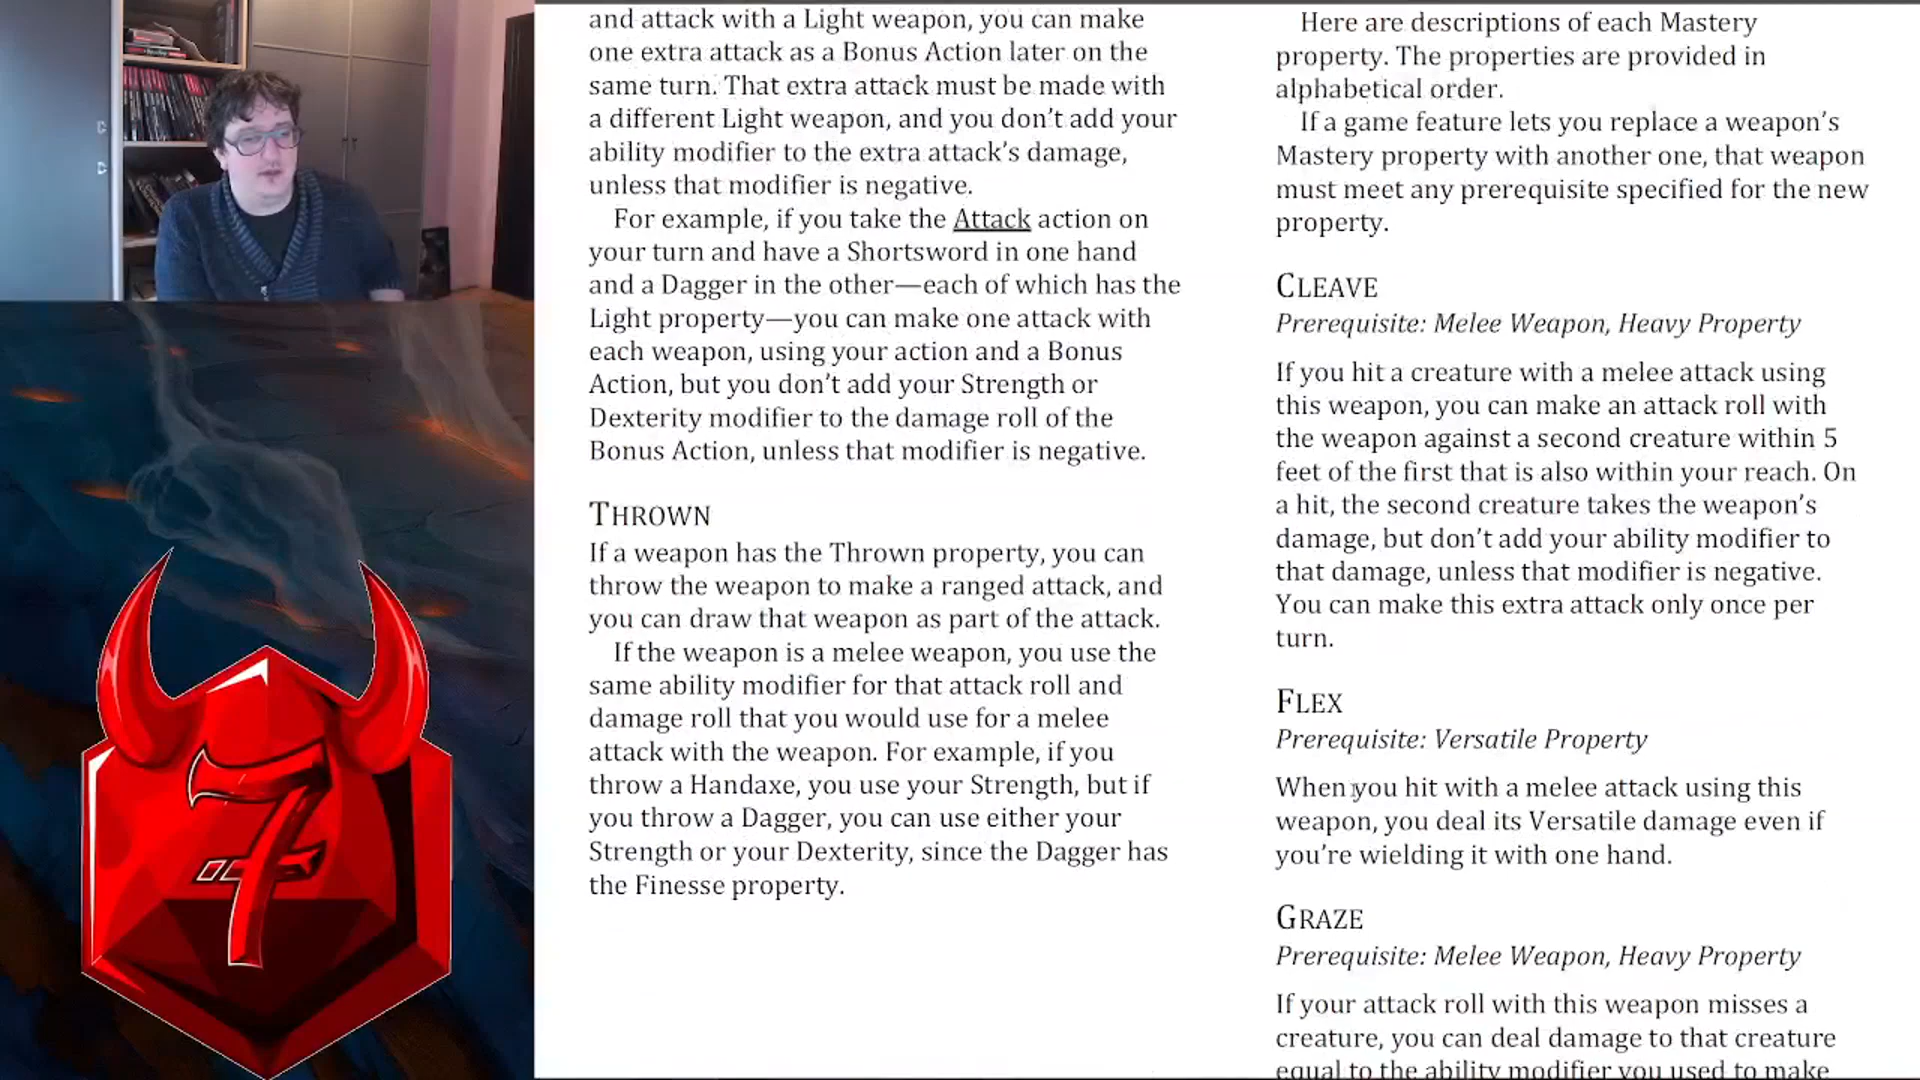 and attack with a Light weapon, you can make
one extra attack as a Bonus Action later on the
same turn. That extra attack must be made with
a different Light weapon, and you don’t add your
ability modifier to the extra attack’s damage,
unless that modifier is negative.
For example, if you take the Attack action on
your turn and have a Shortsword in one hand
and a Dagger in the other—each of which has the
Light property—you can make one attack with
each weapon, using your action and a Bonus
Action, but you don’t add your Strength or
Dexterity modifier to the damage roll of the
Bonus Action, unless that modifier is negative.
THROWN
If a weapon has the Thrown property, you can
throw the weapon to make a ranged attack, and
you can draw that weapon as part of the attack.
If the weapon is a melee weapon, you use the
same ability modifier for that attack roll and
damage roll that you would use for a melee
attack with the weapon. For example, if you
throw a Handaxe, you use your Strength, but if
you throw a Dagger, you can use either your
Strength or your Dexterity, since the Dagger has
the Finesse property.
Here are descriptions of each Mastery
property. The properties are provided in
alphabetical order.
If a game feature lets you replace a weapon’s
Mastery property with another one, that weapon
must meet any prerequisite specified for the new
property.
CLEAVE
Prerequisite: Melee Weapon, Heavy Property
If you hit a creature with a melee attack using
this weapon, you can make an attack roll with
the weapon against a second creature within 5
feet of the first that is also within your reach. On
a hit, the second creature takes the weapon’s
damage, but don’t add your ability modifier to
that damage, unless that modifier is negative.
You can make this extra attack only once per
turn.
FLEX
Prerequisite: Versatile Property
When you hit with a melee attack using this
weapon, you deal its Versatile damage even if
you’re wielding it with one hand.
GRAZE
Prerequisite: Melee Weapon, Heavy Property
If your attack roll with this weapon misses a
creature, you can deal damage to that creature
equal to the ability modifier you used to make
7